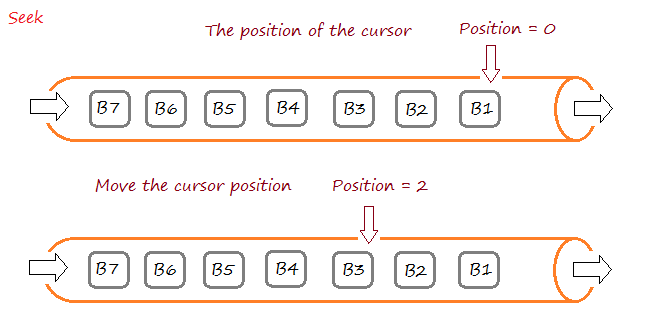 Seek
The position of the cursor Position = 0
B7 B6 B5 B4 B3 B2 B1
Move the cursor position Position = 2
B7 B6 B5 B4 B3 B2 B1